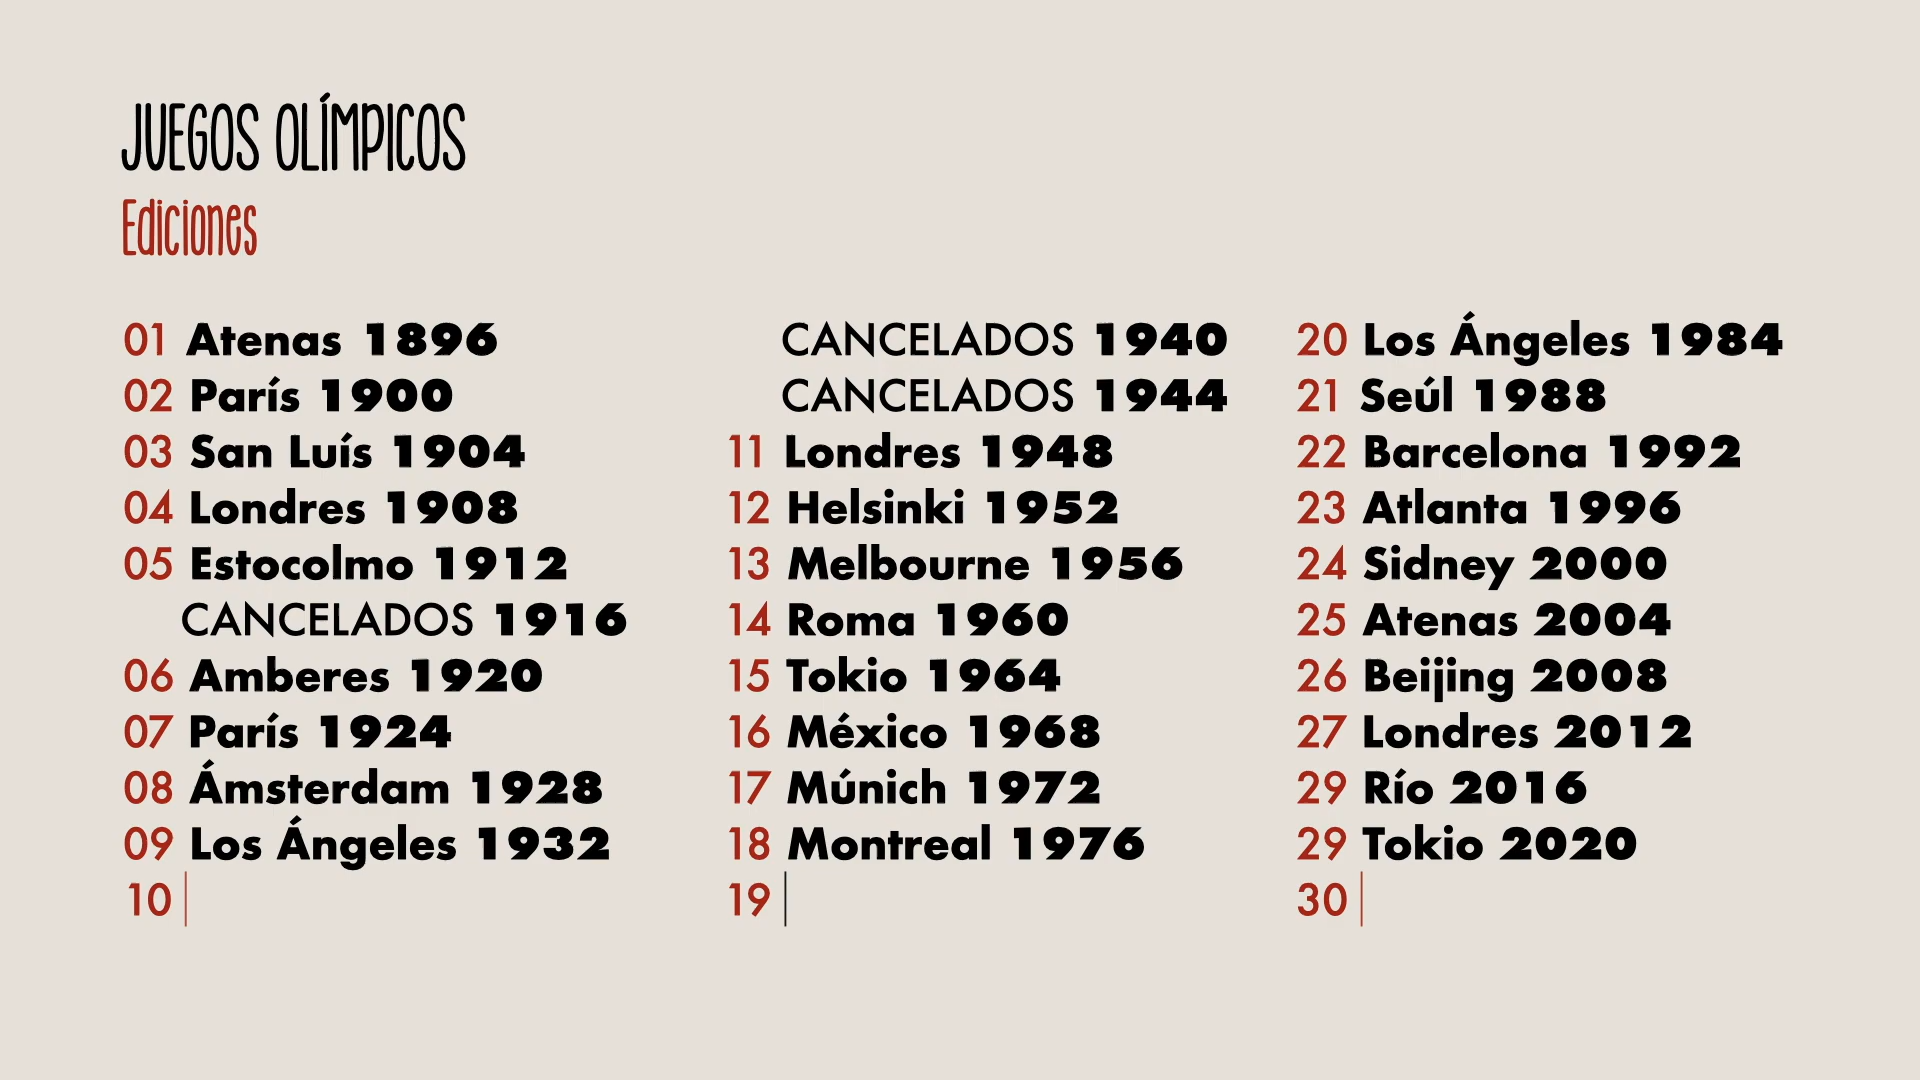 JUEGOS OLÍMPICOS
Ediciones
01 Atenas 1896
02 París 1900
03 San Luís 1904
04 Londres 1908
05 Estocolmo 1912
CANCELADOS 1916
06 Amberes 1920
07 París 1924
08 Ámsterdam 1928
09 Los Ángeles 1932
10
CANCELADOS 1940
CANCELADOS 1944
11 Londres 1948
12 Helsinki 1952
13 Melbourne 1956
14 Roma 1960
15 Tokio 1964
16 México 1968
17 Múnich 1972
18 Montreal 1976
19
20 Los Ángeles 1984
21 Seúl 1988
22 Barcelona 1992
23 Atlanta 1996
24 Sidney 2000
25 Atenas 2004
26 Beijing 2008
27 Londres 2012
29 Río 2016
29 Tokio 2020
30